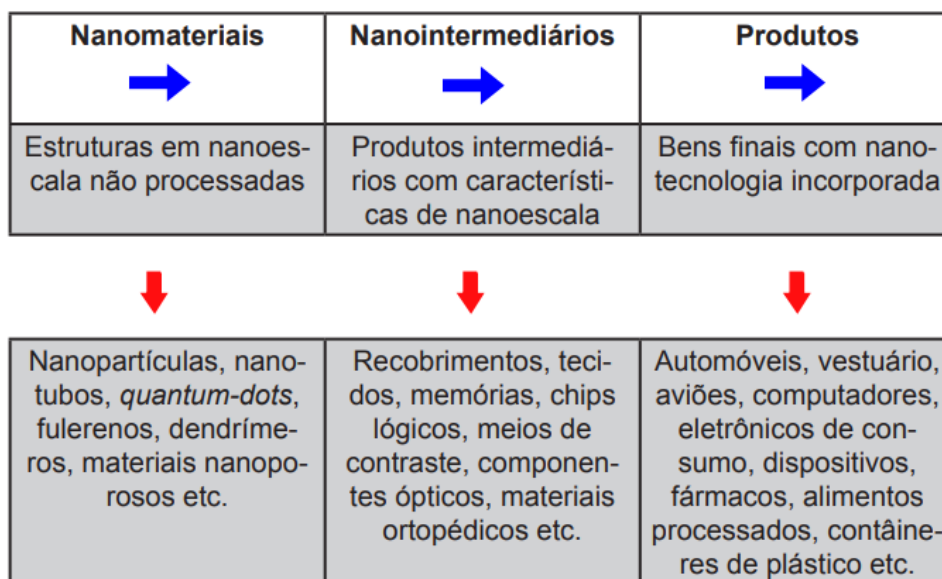 Nanomateriais
Nanointermediários
Produtos
Estruturas em nanoes-
cala não processadas
Produtos intermediá-
rios com característi-
cas de nanoescala
Bens finais com nano-
tecnologia incorporada
Nanopartículas, nano-
tubos, quantum-dots,
fulerenos, dendríme-
ros, materiais nanopo-
rosos etc.
Recobrimentos, teci-
dos, memórias, chips
lógicos, meios de
contraste, componen-
tes ópticos, materiais
ortopédicos etc.
Automóveis, vestuário,
aviões, computadores,
eletrônicos de con-
sumo, dispositivos,
fármacos, alimentos
processados, contâine-
res de plástico etc.